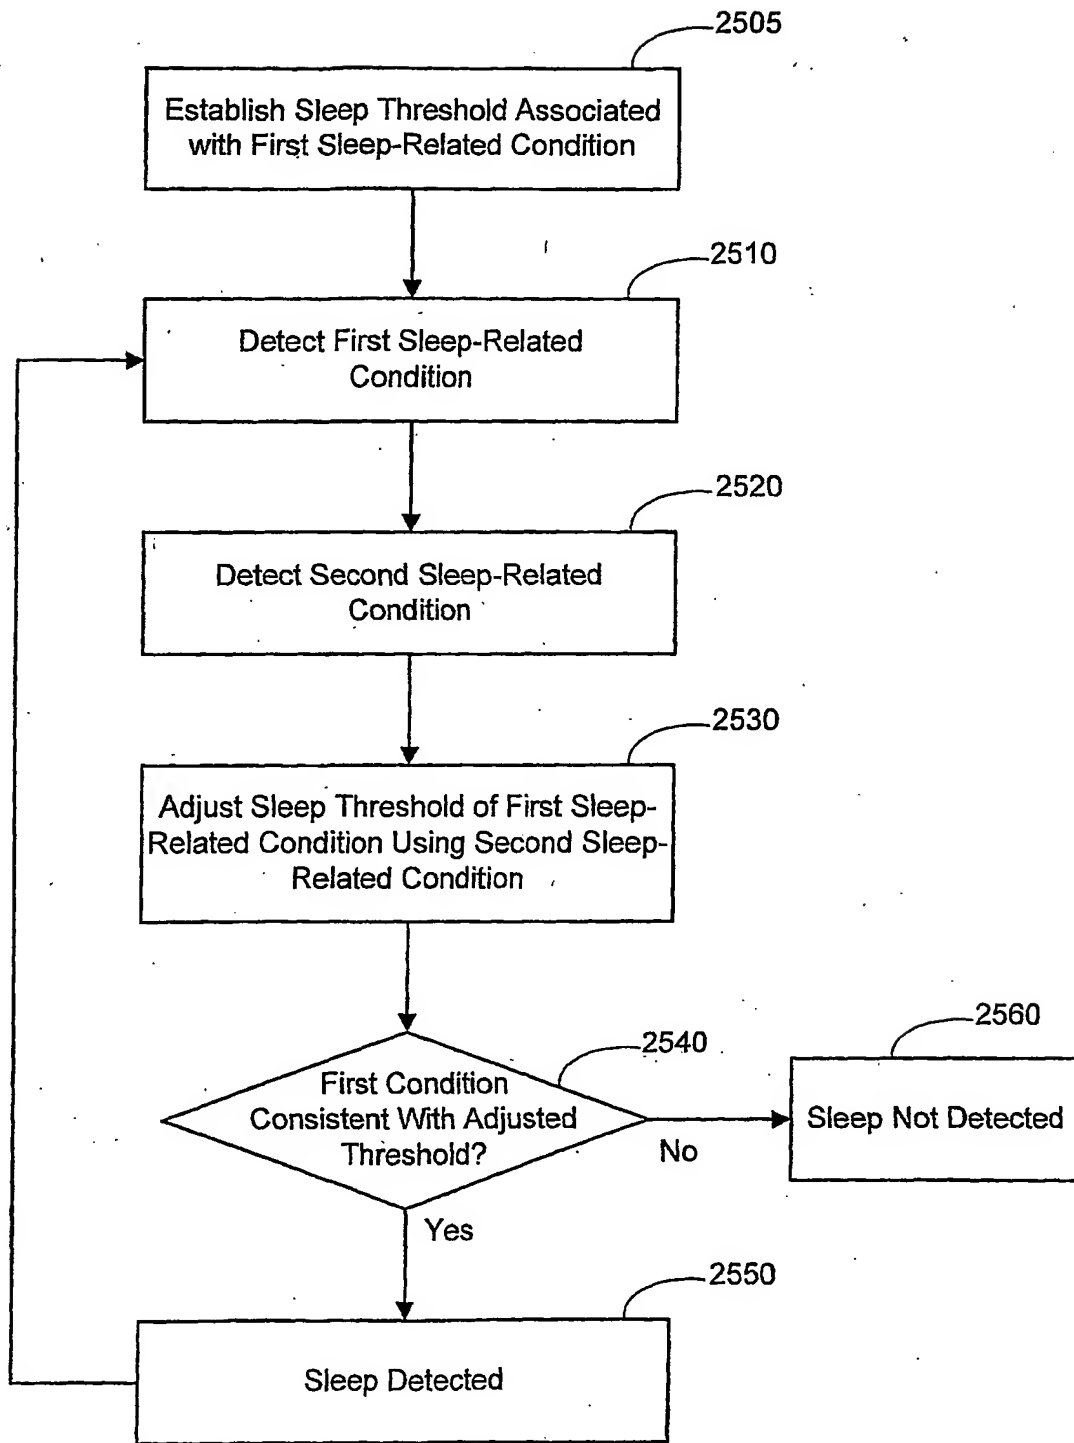 2505
Establish Sleep Threshold Associated
with First Sleep-Related Condition
2510
Detect First Sleep-Related
Condition
2520
Detect Second Sleep-Related
Condition
2530
Adjust Sleep Threshold of First Sleep-
Related Condition Using Second Sleep-
Related Condition
2540
First Condition
Consistent With Adjusted
Threshold?
No
2560
Sleep Not Detected
Yes
2550
Sleep Detected